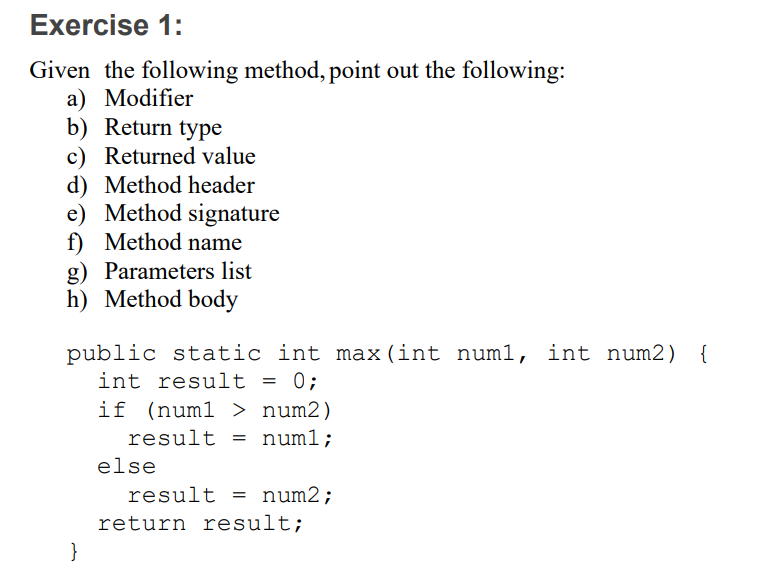 Exercise 1:
Given the following method, point out the following:
a) Modifier
b) Return type
c) Returned value
d) Method header
e) Method signature
f) Method name
g) Parameters list
h) Method body
public static int max(int num1, int num2) {
int result = 0;
if (num1 > num2)
result = num1;
else
result = num2;
return result;
}